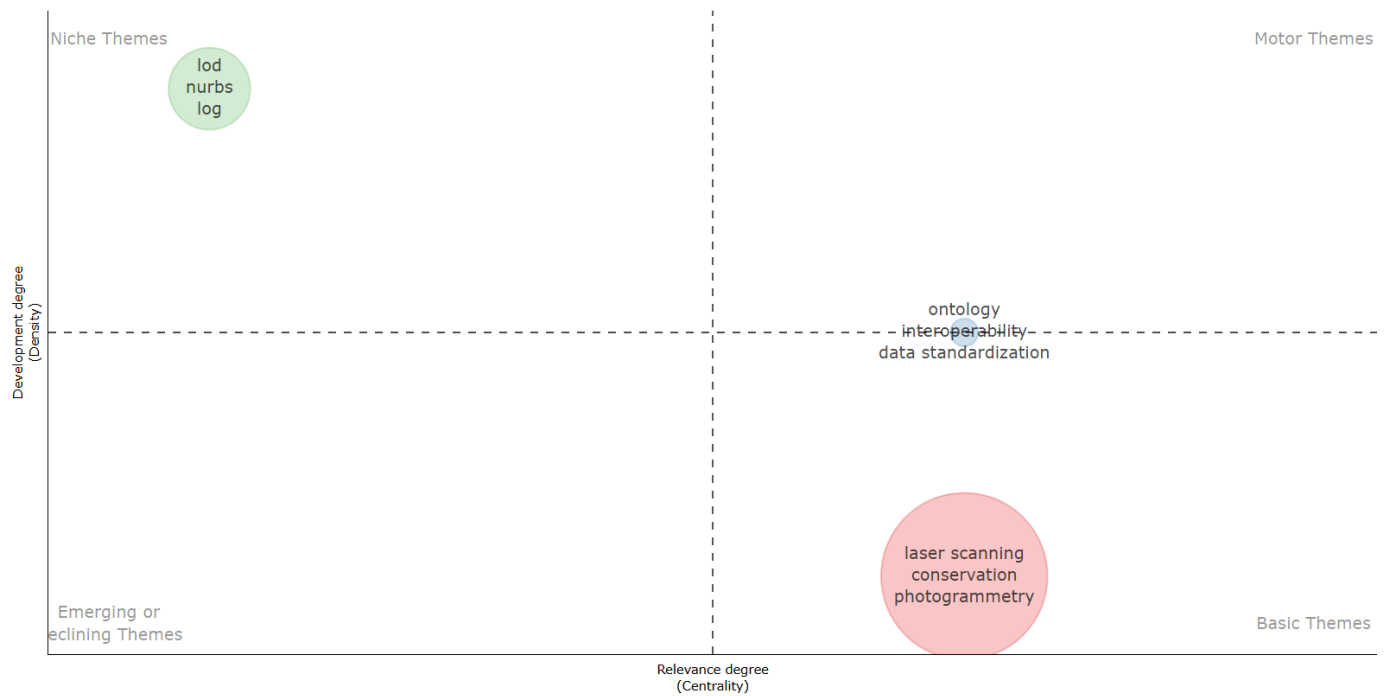 Niche Themes
Motor Themes
lod
nurbs
log
ontology
interoperability
data standardization
Development degree
(Density)
laser scanning
conservation
photogrammetry
Emerging or
eclining Themes
Basic Themes
Relevance degree
(Centrality)